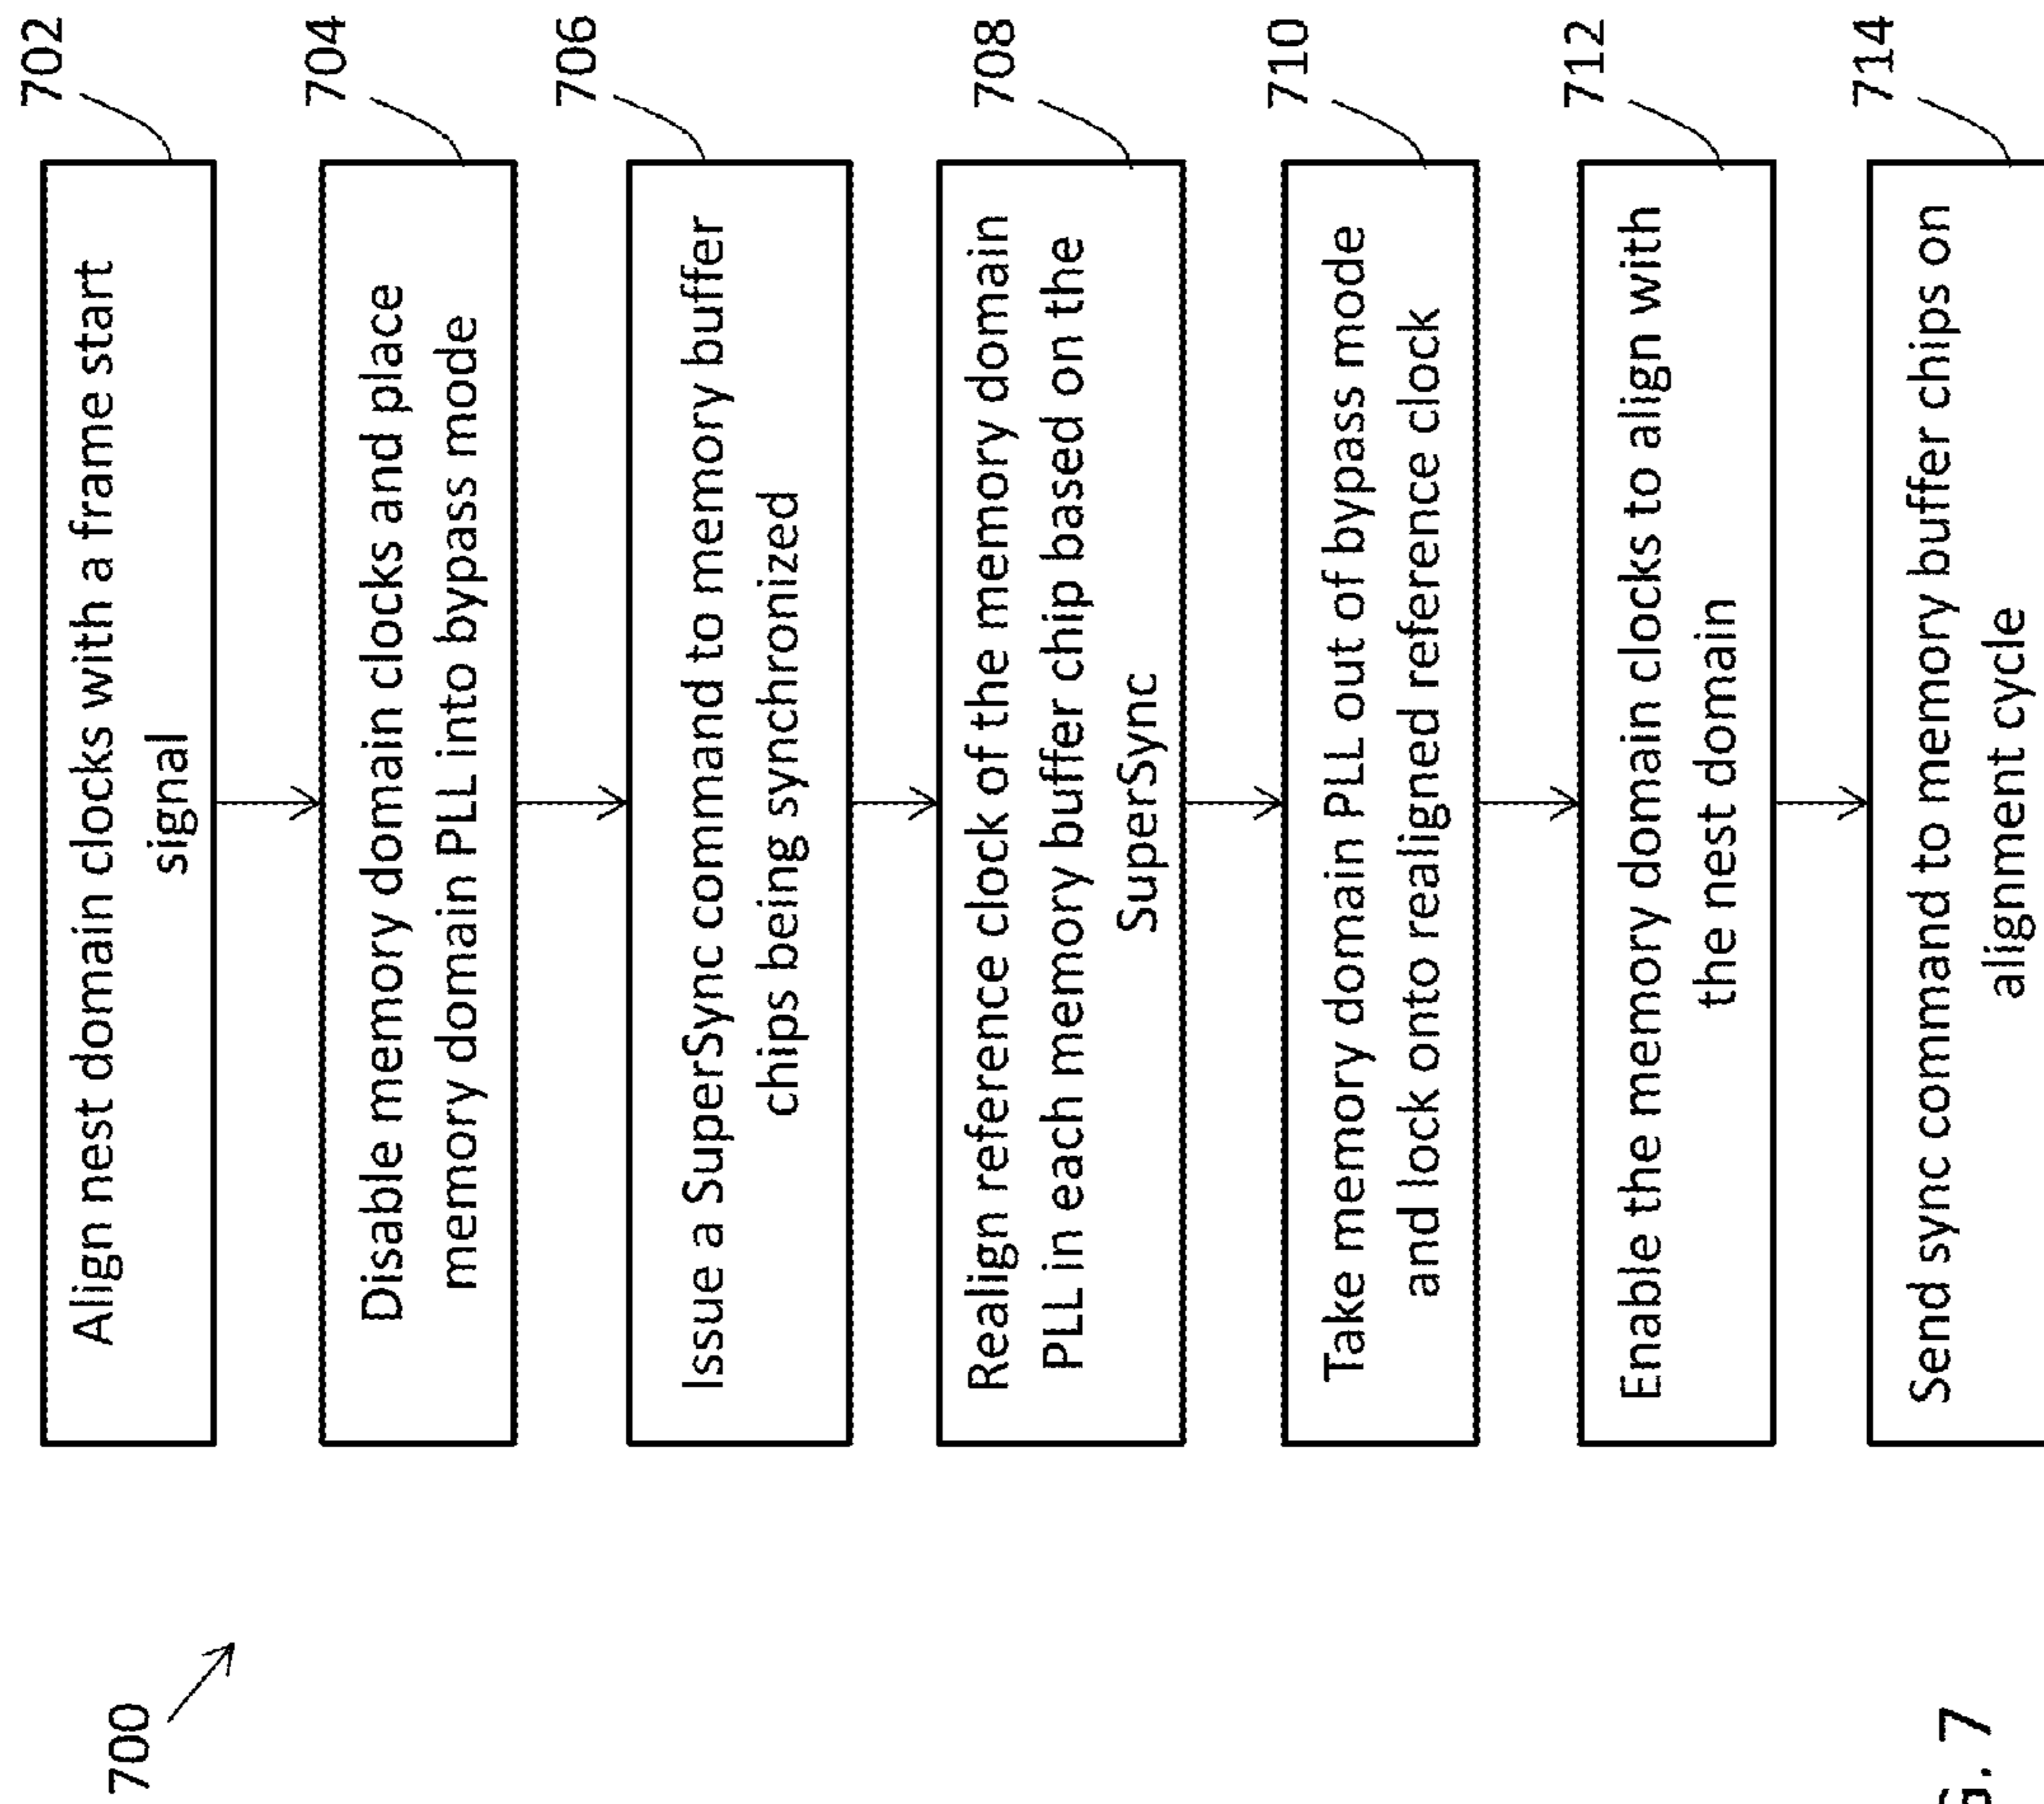 700
Align nest domain clocks with a frame start
signal
702
Disable memory domain clocks and place
memory domain PLL into bypass mode
704
Issue a SuperSync command to memory buffer
chips being synchronized
706
Realign reference clock of the memory domain
PLL in each memory buffer chip based on the
SuperSync
708
Take memory domain PLL out of bypass mode
and lock onto realigned reference clock
710
Enable the memory domain clocks to align with
the nest domain
712
Send sync command to memory buffer chips on
alignment cycle
714
7